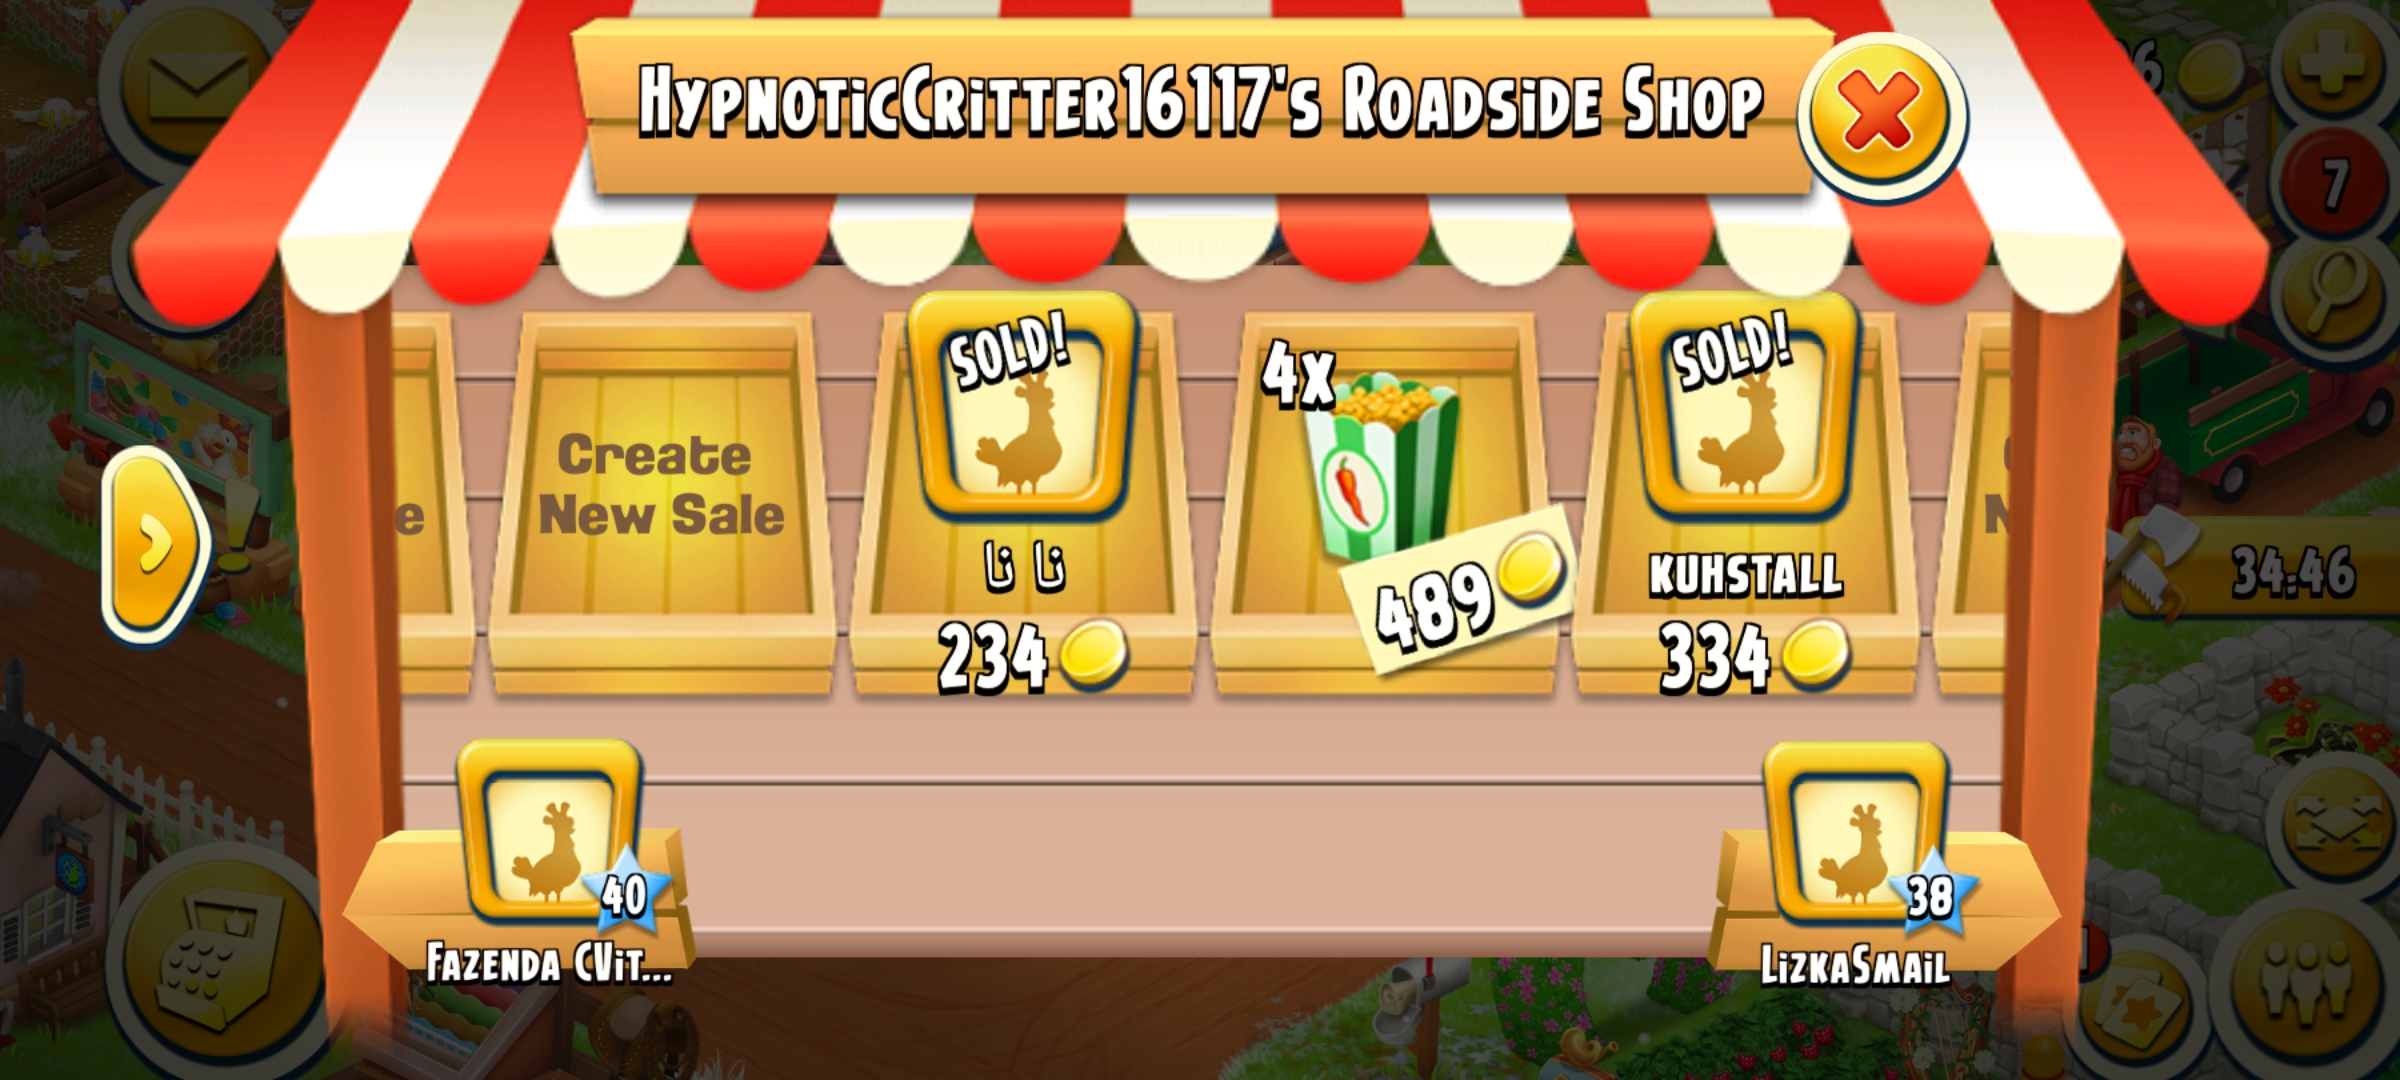 HypnoticCritter16117's Roadside Shop
7
e
Create
New Sale
SOLD!
نا نا
234
4x
489
SOLD!
KUHSTALL
334
N
34:46
40
Fazenda CVit...
38
LizkaSmail